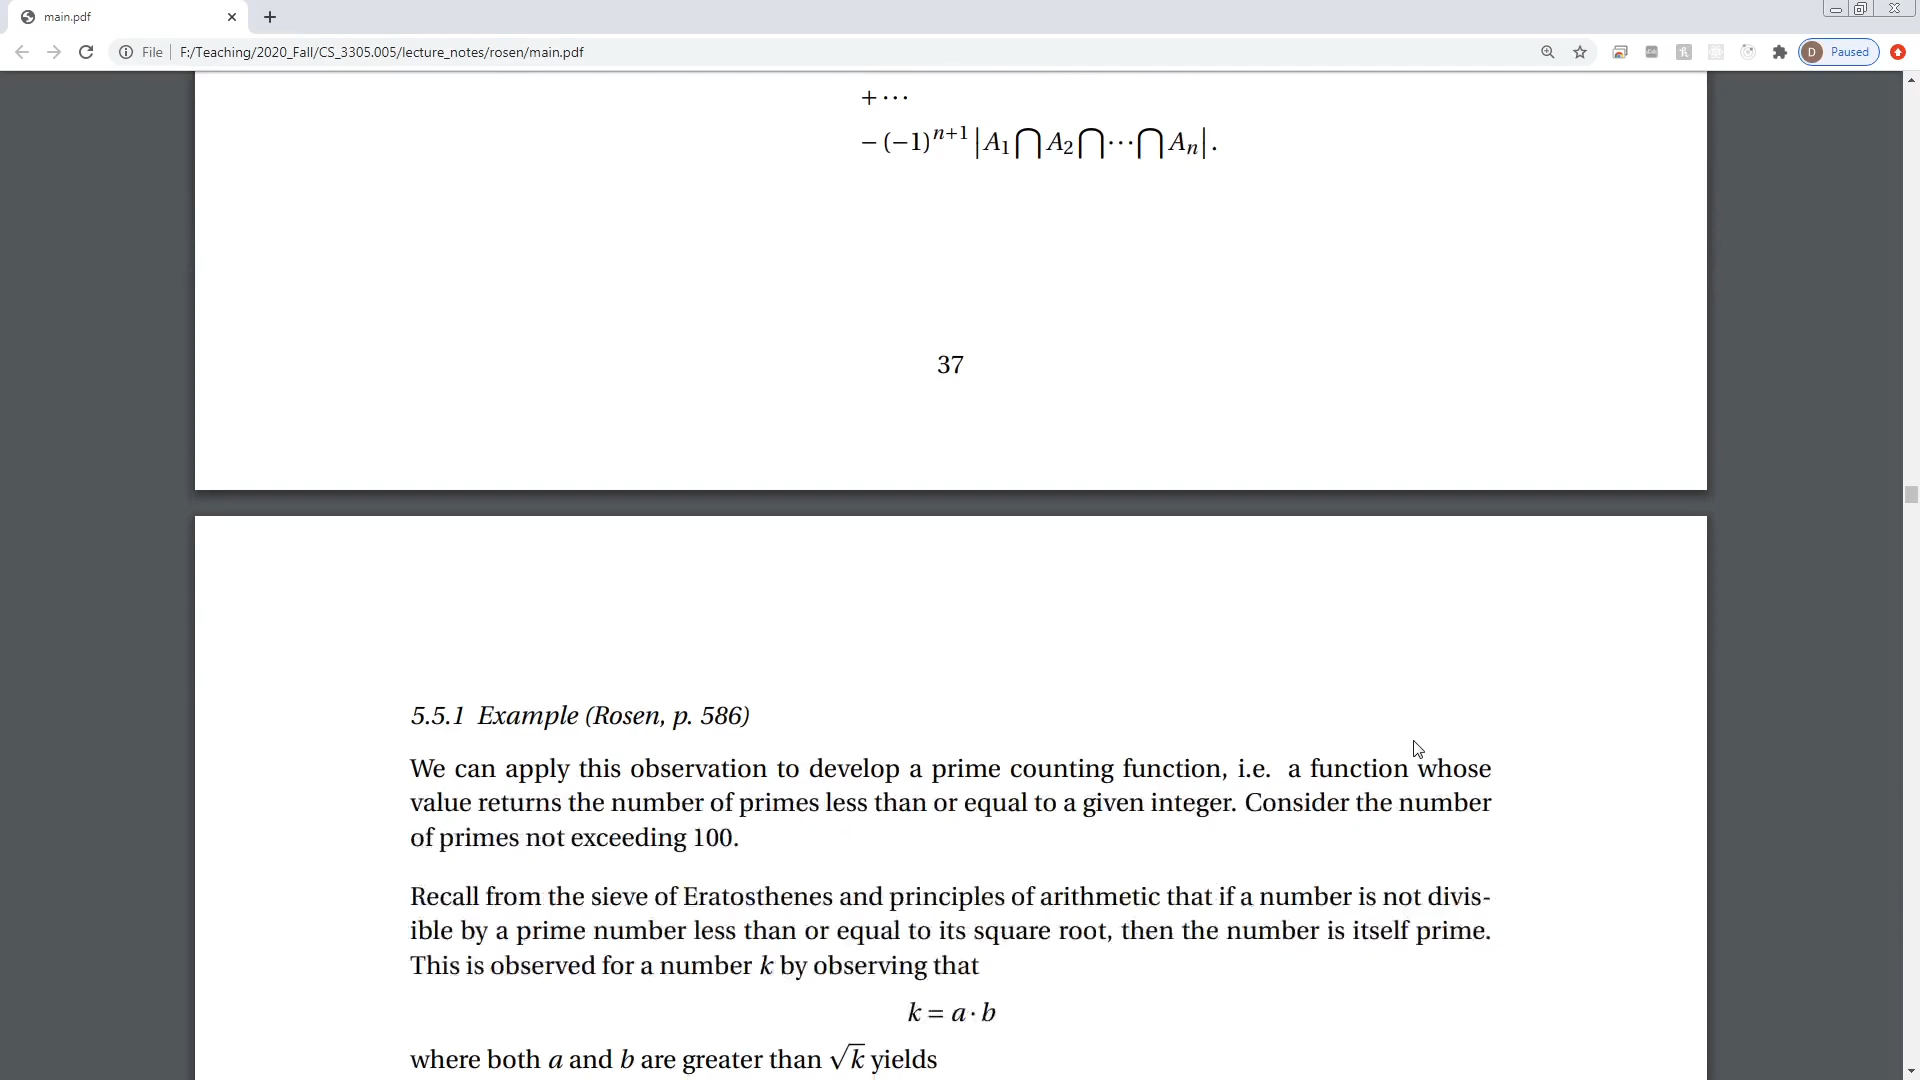 main.pdf
File F:/Teaching/2020_Fall/CS_3305.005/lecture_notes/rosen/main.pdf
D Paused
+ ···
− (−1)^{n+1} |A₁ ⋂ A₂ ⋂ ··· ⋂ Aₙ| .
37
5.5.1 Example (Rosen, p. 586)
We can apply this observation to develop a prime counting function, i.e. a function whose
value returns the number of primes less than or equal to a given integer. Consider the number
of primes not exceeding 100.
Recall from the sieve of Eratosthenes and principles of arithmetic that if a number is not divis-
ible by a prime number less than or equal to its square root, then the number is itself prime.
This is observed for a number k by observing that
k = a · b
where both a and b are greater than √k yields